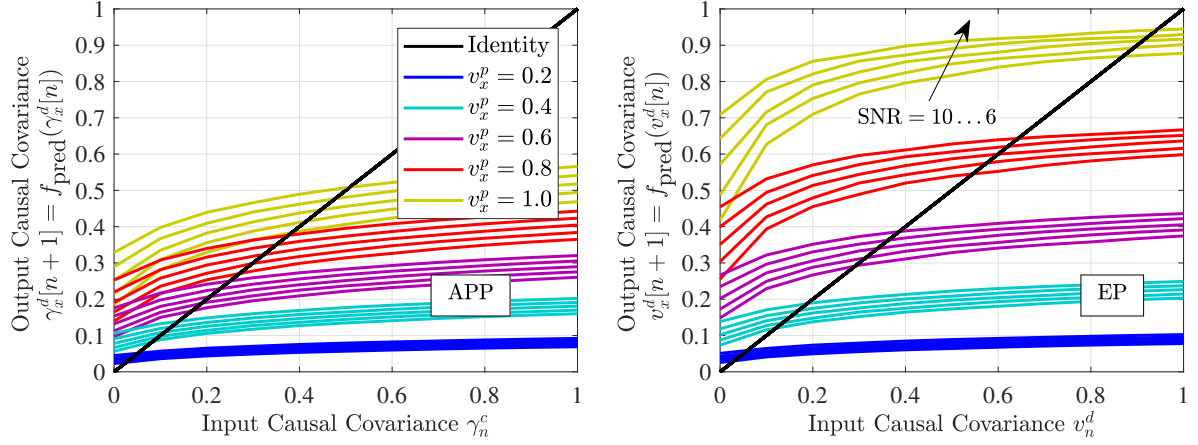 Output Causal Covariance
γ_x^d[n + 1] = f_pred(γ_x^d[n])
1
0.9
0.8
0.7
0.6
0.5
0.4
0.3
0.2
0.1
0
Identity
v_x^p = 0.2
v_x^p = 0.4
v_x^p = 0.6
v_x^p = 0.8
v_x^p = 1.0
APP
0 0.2 0.4 0.6 0.8 1
Input Causal Covariance γ_n^c
Output Causal Covariance
v_x^d[n + 1] = f_pred(v_x^d[n])
1
0.9
0.8
0.7
0.6
0.5
0.4
0.3
0.2
0.1
0
SNR = 10 … 6
EP
0 0.2 0.4 0.6 0.8 1
Input Causal Covariance v_n^d